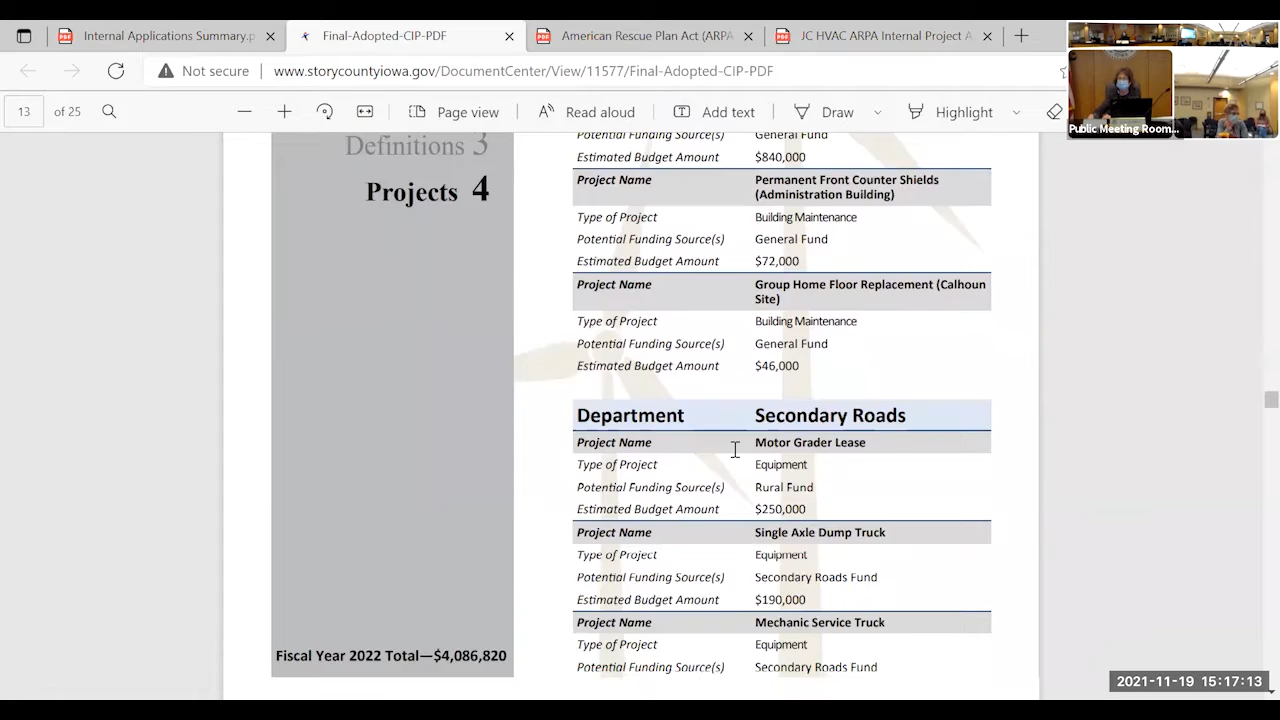 Internal Applications Summary.p
Final-Adopted-CIP-PDF
American Rescue Plan Act (ARPA
JC HVAC ARPA Internal Project A
Not secure
www.storycountyiowa.gov/DocumentCenter/View/11577/Final-Adopted-CIP-PDF
13 of 25
Page view
Read aloud
Add text
Draw
Highlight
Public Meeting Room...
Definitions 3
Projects 4
Fiscal Year 2022 Total—$4,086,820
Potential Funding Source(s) General Fund
Estimated Budget Amount $840,000
Project Name Permanent Front Counter Shields
(Administration Building)
Type of Project Building Maintenance
Potential Funding Source(s) General Fund
Estimated Budget Amount $72,000
Project Name Group Home Floor Replacement (Calhoun
Site)
Type of Project Building Maintenance
Potential Funding Source(s) General Fund
Estimated Budget Amount $46,000
Department Secondary Roads
Project Name Motor Grader Lease
Type of Project Equipment
Potential Funding Source(s) Rural Fund
Estimated Budget Amount $250,000
Project Name Single Axle Dump Truck
Type of Project Equipment
Potential Funding Source(s) Secondary Roads Fund
Estimated Budget Amount $190,000
Project Name Mechanic Service Truck
Type of Project Equipment
Potential Funding Source(s) Secondary Roads Fund
2021-11-19 15:17:13